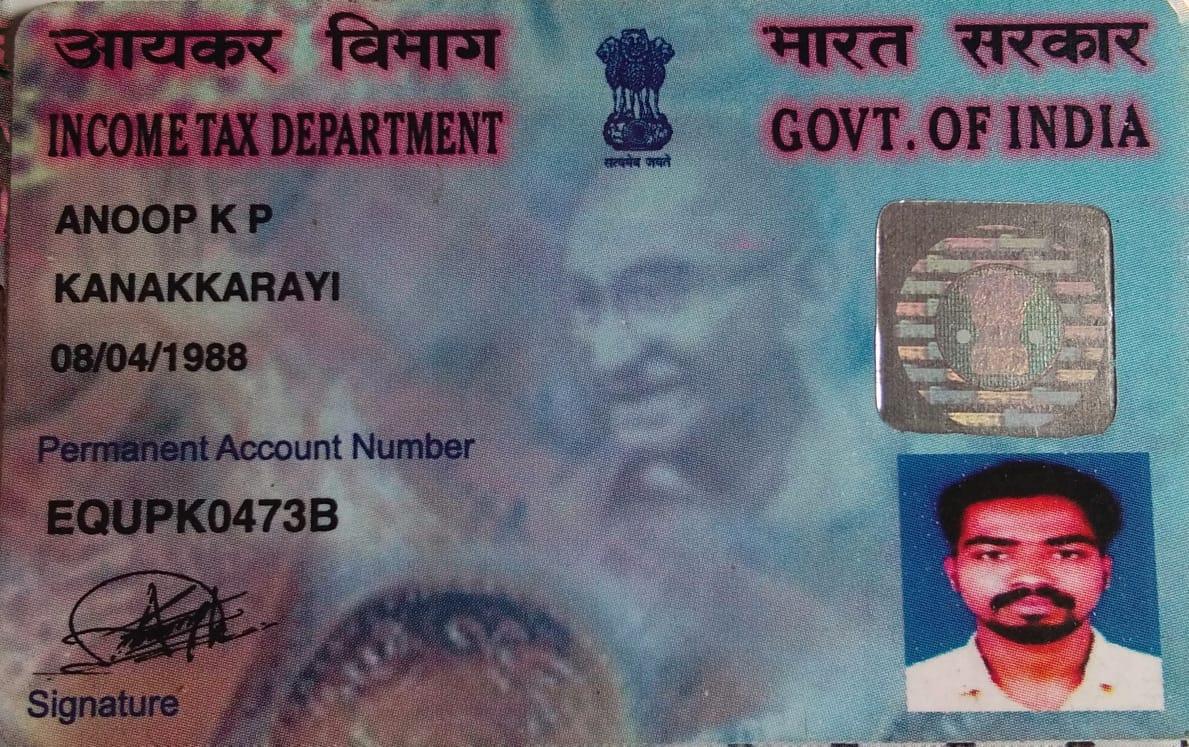 आयकर विभाग
INCOME TAX DEPARTMENT
सत्यमेव जयते
भारत सरकार
GOVT. OF INDIA
ANOOP K P
KANAKKARAYI
08/04/1988
Permanent Account Number
EQUPK0473B
Signature